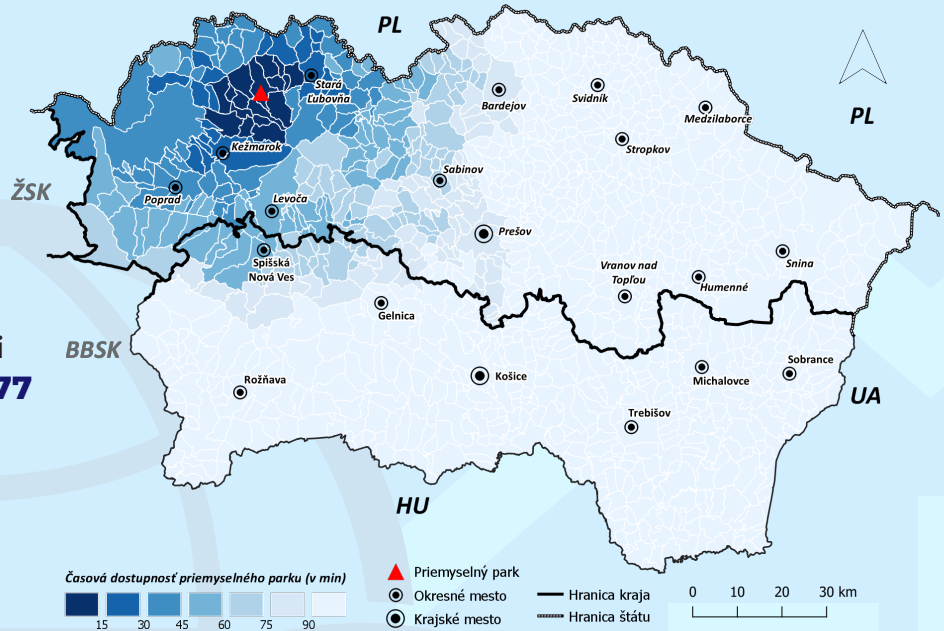 PL
Stará
Ľubovňa
Bardejov
Svidník
Medzilaborce
PL
Stropkov
Kežmarok
Sabinov
ŽSK
Poprad
Levoča
Prešov
Spišská
Nová Ves
Vranov nad
Topľou
Humenné
Snina
Gelnica
i
BBSK
77
Rožňava
Košice
Michalovce
Sobrance
UA
Trebišov
HU
Časová dostupnosť priemyselného parku (v min)
15 30 45 60 75 90
Priemyselný park
Okresné mesto
Krajské mesto
Hranica kraja
Hranica štátu
0 10 20 30 km